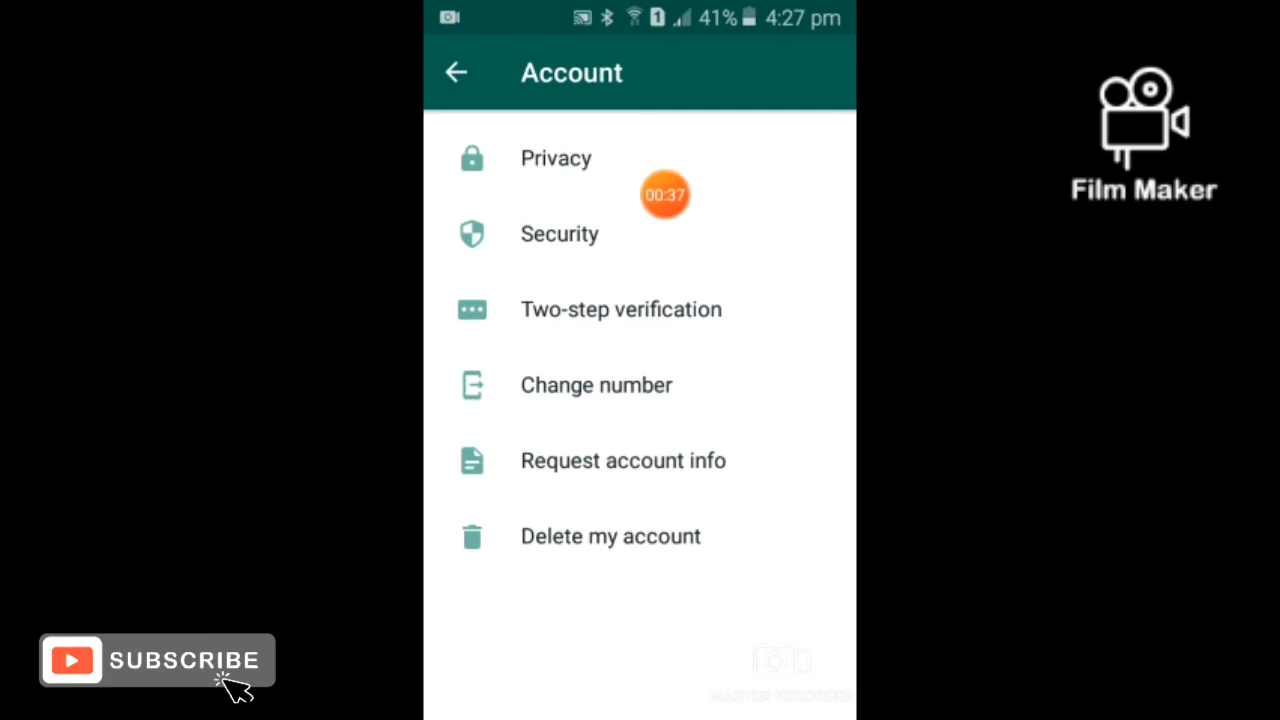 1 41% 4:27 pm
Account
Privacy
00:37
Security
Two-step verification
Change number
Request account info
Delete my account
Film Maker
SUBSCRIBE